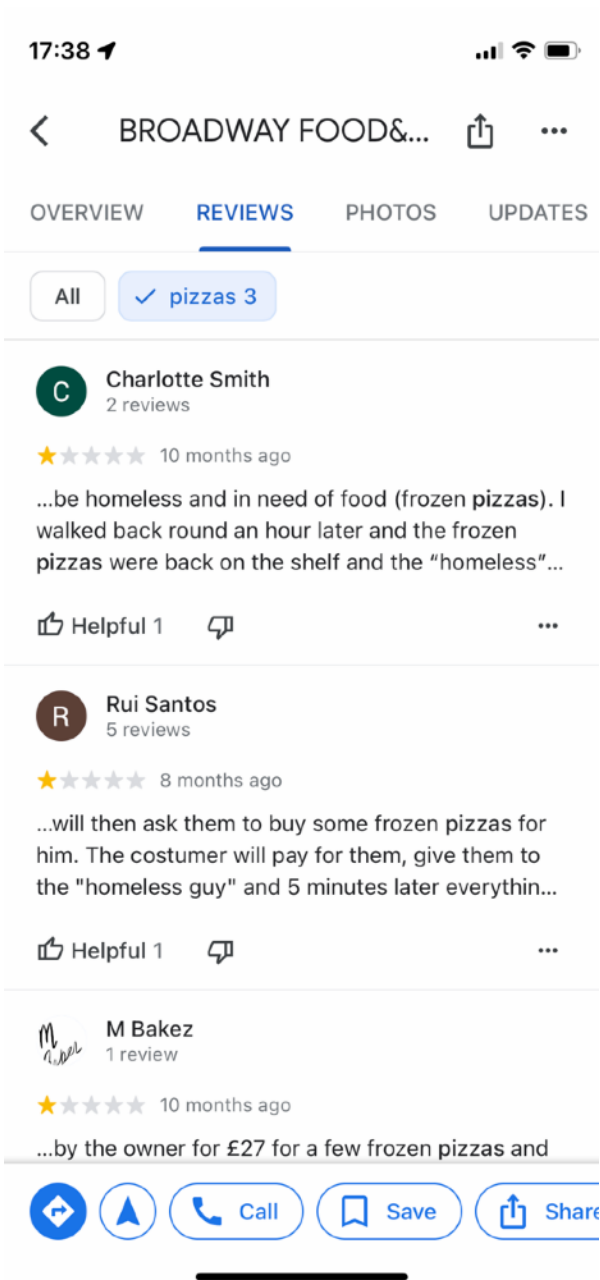 17:38
BROADWAY FOOD&...
OVERVIEW REVIEWS PHOTOS UPDATES
All pizzas 3
C
Charlotte Smith
2 reviews
10 months ago
...be homeless and in need of food (frozen pizzas). I
walked back round an hour later and the frozen
pizzas were back on the shelf and the “homeless”...
Helpful 1
R
Rui Santos
5 reviews
8 months ago
...will then ask them to buy some frozen pizzas for
him. The costumer will pay for them, give them to
the "homeless guy" and 5 minutes later everythin...
Helpful 1
M
M Bakez
1 review
10 months ago
...by the owner for £27 for a few frozen pizzas and
Call Save Share